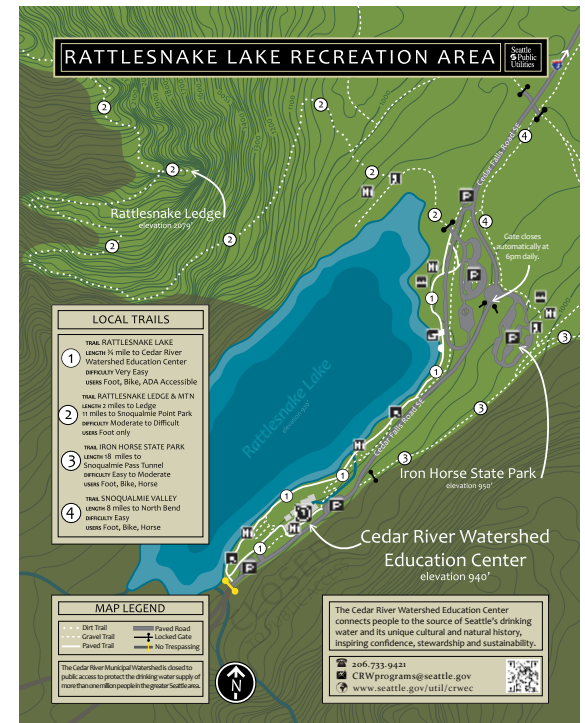 RATTLESNAKE LAKE RECREATION AREA
Seattle
Public
Utilities
Cedar Falls Road SE
Rattlesnake Ledge
elevation 2079'
Gate closes
automatically at
6pm daily.
LOCAL TRAILS
1
TRAIL RATTLESNAKE LAKE
LENGTH ¾ mile to Cedar River
Watershed Education Center
DIFFICULTY Very Easy
USERS Foot, Bike, ADA Accessible
2
TRAIL RATTLESNAKE LEDGE & MTN
LENGTH 2 miles to Ledge
11 miles to Snoqualmie Point Park
DIFFICULTY Moderate to Difficult
USERS Foot only
3
TRAIL IRON HORSE STATE PARK
LENGTH 18 miles to
Snoqualmie Pass Tunnel
DIFFICULTY Easy to Moderate
USERS Foot, Bike, Horse
4
TRAIL SNOQUALMIE VALLEY
LENGTH 8 miles to North Bend
DIFFICULTY Easy
USERS Foot, Bike, Horse
Rattlesnake Lake
Cedar Falls Road SE
Iron Horse State Park
elevation 950'
Cedar River Watershed
Education Center
elevation 940'
CLOSED
MAP LEGEND
Dirt Trail
Gravel Trail
Paved Trail
Paved Road
Locked Gate
No Trespassing
The Cedar River Municipal Watershed is closed to
public access to protect the drinking water supply of
more than one million people in the greater Seattle area.
N
The Cedar River Watershed Education Center
connects people to the source of Seattle's drinking
water and its unique cultural and natural history,
inspiring confidence, stewardship and sustainability.
206.733.9421
CRWprograms@seattle.gov
www.seattle.gov/util/crwec